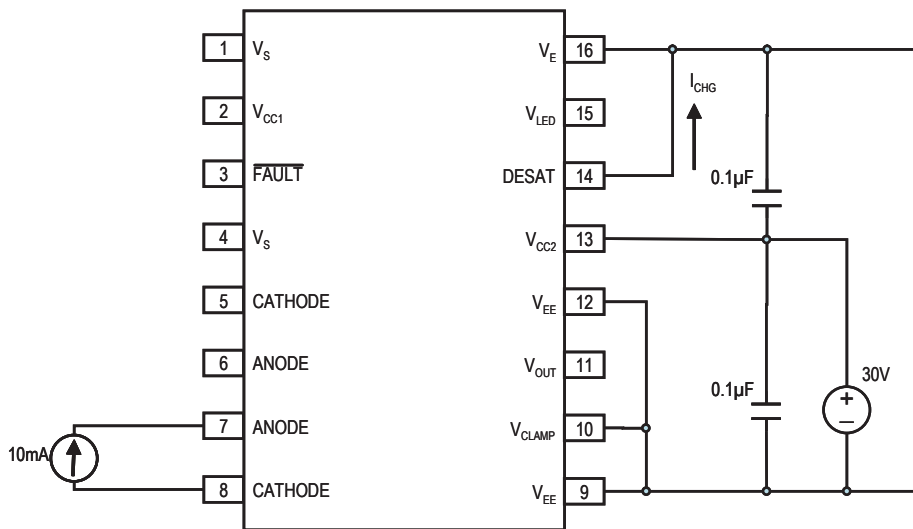 1 V_S
2 V_CC1
3 FAULT
4 V_S
5 CATHODE
6 ANODE
7 ANODE
8 CATHODE
10mA
V_E 16
V_LED 15
DESAT 14
V_CC2 13
V_EE 12
V_OUT 11
V_CLAMP 10
V_EE 9
I_CHG
0.1µF
0.1µF
30V
+
–